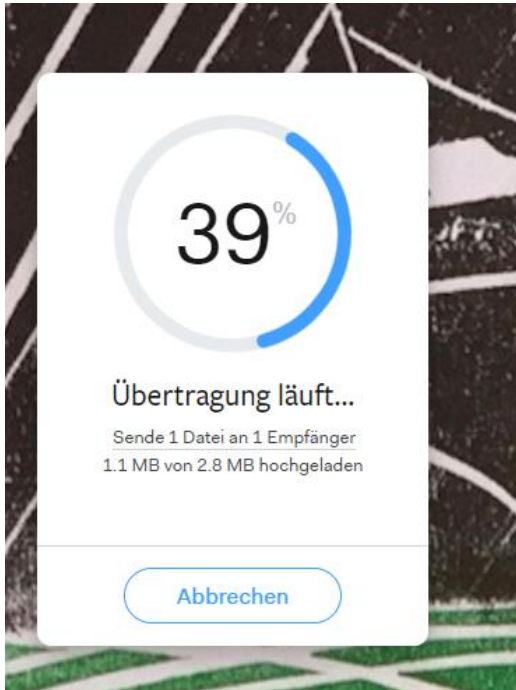 39%
Übertragung läuft...
Sende 1 Datei an 1 Empfänger
1.1 MB von 2.8 MB hochgeladen
Abbrechen